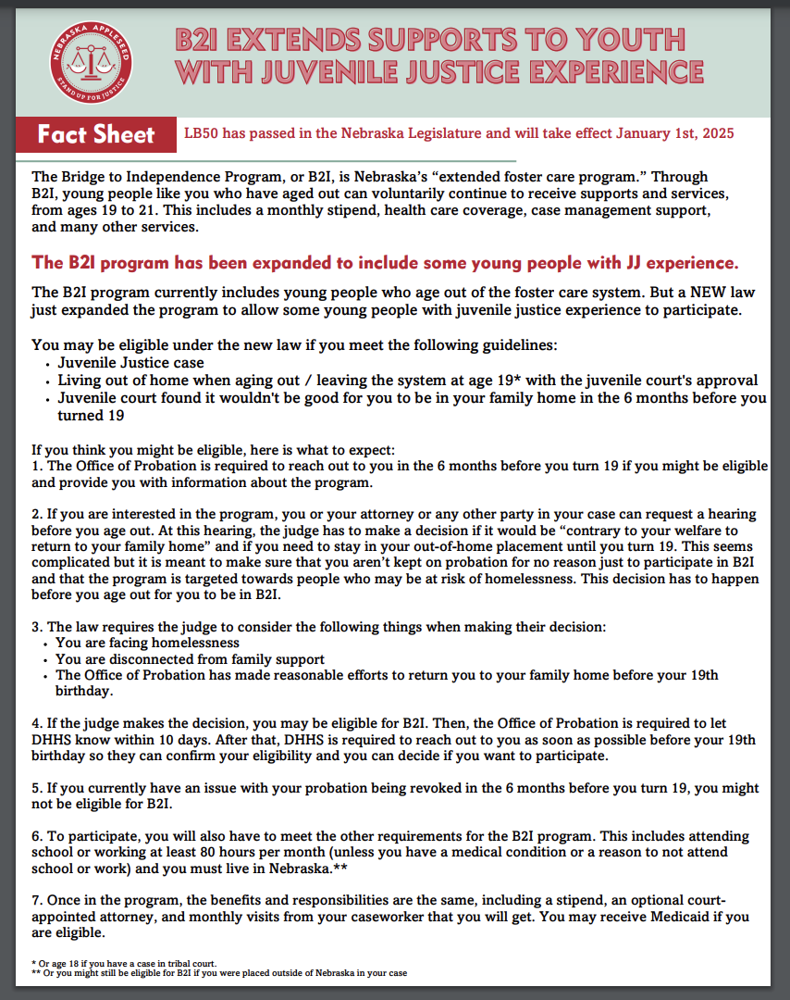 NEBRASKA APPLESEED
STAND UP FOR JUSTICE
B2I EXTENDS SUPPORTS TO YOUTH
WITH JUVENILE JUSTICE EXPERIENCE
Fact Sheet
LB50 has passed in the Nebraska Legislature and will take effect January 1st, 2025
The Bridge to Independence Program, or B2I, is Nebraska's “extended foster care program.” Through
B2I, young people like you who have aged out can voluntarily continue to receive supports and services,
from ages 19 to 21. This includes a monthly stipend, health care coverage, case management support,
and many other services.
The B2I program has been expanded to include some young people with JJ experience.
The B2I program currently includes young people who age out of the foster care system. But a NEW law
just expanded the program to allow some young people with juvenile justice experience to participate.
You may be eligible under the new law if you meet the following guidelines:
• Juvenile Justice case
• Living out of home when aging out / leaving the system at age 19* with the juvenile court's approval
• Juvenile court found it wouldn't be good for you to be in your family home in the 6 months before you
turned 19
If you think you might be eligible, here is what to expect:
1. The Office of Probation is required to reach out to you in the 6 months before you turn 19 if you might be eligible
and provide you with information about the program.
2. If you are interested in the program, you or your attorney or any other party in your case can request a hearing
before you age out. At this hearing, the judge has to make a decision if it would be “contrary to your welfare to
return to your family home” and if you need to stay in your out-of-home placement until you turn 19. This seems
complicated but it is meant to make sure that you aren’t kept on probation for no reason just to participate in B2I
and that the program is targeted towards people who may be at risk of homelessness. This decision has to happen
before you age out for you to be in B2I.
3. The law requires the judge to consider the following things when making their decision:
• You are facing homelessness
• You are disconnected from family support
• The Office of Probation has made reasonable efforts to return you to your family home before your 19th
birthday.
4. If the judge makes the decision, you may be eligible for B2I. Then, the Office of Probation is required to let
DHHS know within 10 days. After that, DHHS is required to reach out to you as soon as possible before your 19th
birthday so they can confirm your eligibility and you can decide if you want to participate.
5. If you currently have an issue with your probation being revoked in the 6 months before you turn 19, you might
not be eligible for B2I.
6. To participate, you will also have to meet the other requirements for the B2I program. This includes attending
school or working at least 80 hours per month (unless you have a medical condition or a reason to not attend
school or work) and you must live in Nebraska.**
7. Once in the program, the benefits and responsibilities are the same, including a stipend, an optional court-
appointed attorney, and monthly visits from your caseworker that you will get. You may receive Medicaid if you
are eligible.
* Or age 18 if you have a case in tribal court.
** Or you might still be eligible for B2I if you were placed outside of Nebraska in your case